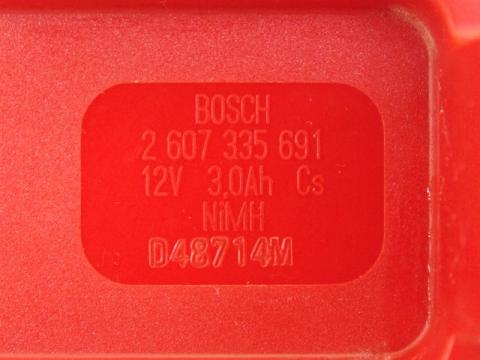 BOSCH
2 607 335 691
12V 3,0Ah Cs
NiMH
D48714M